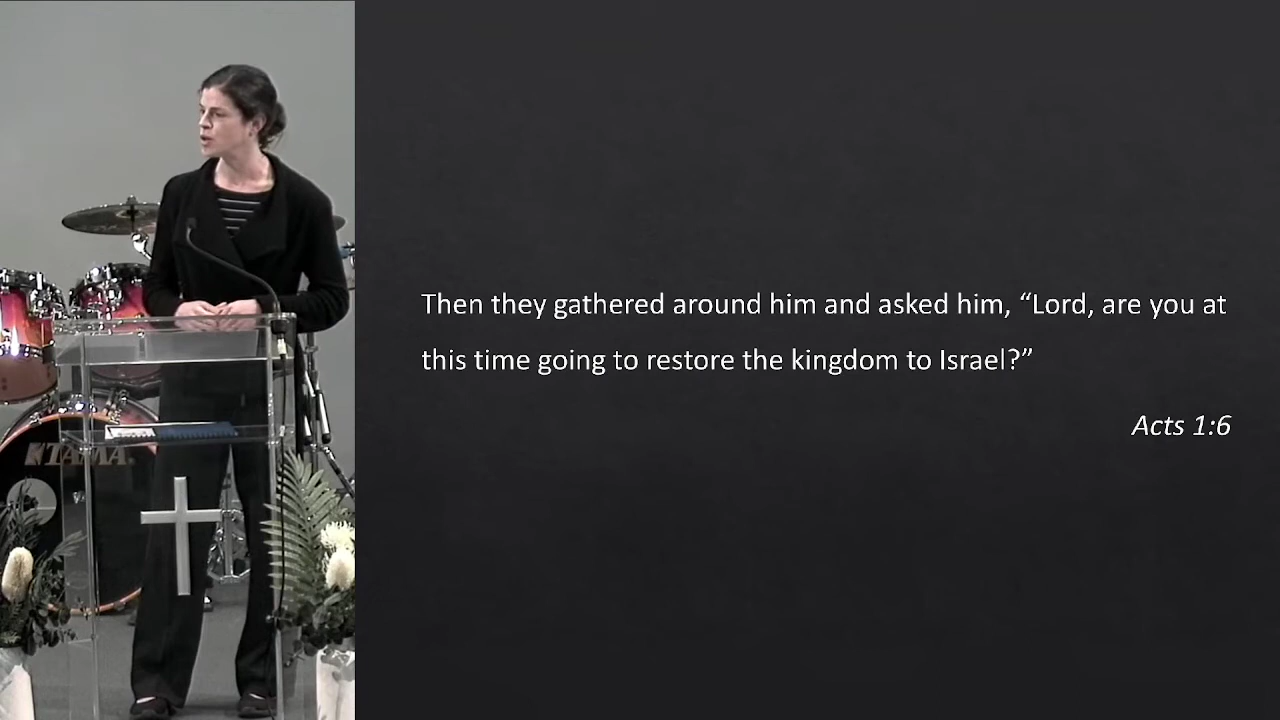 Then they gathered around him and asked him, “Lord, are you at
this time going to restore the kingdom to Israel?”
Acts 1:6
TAMA